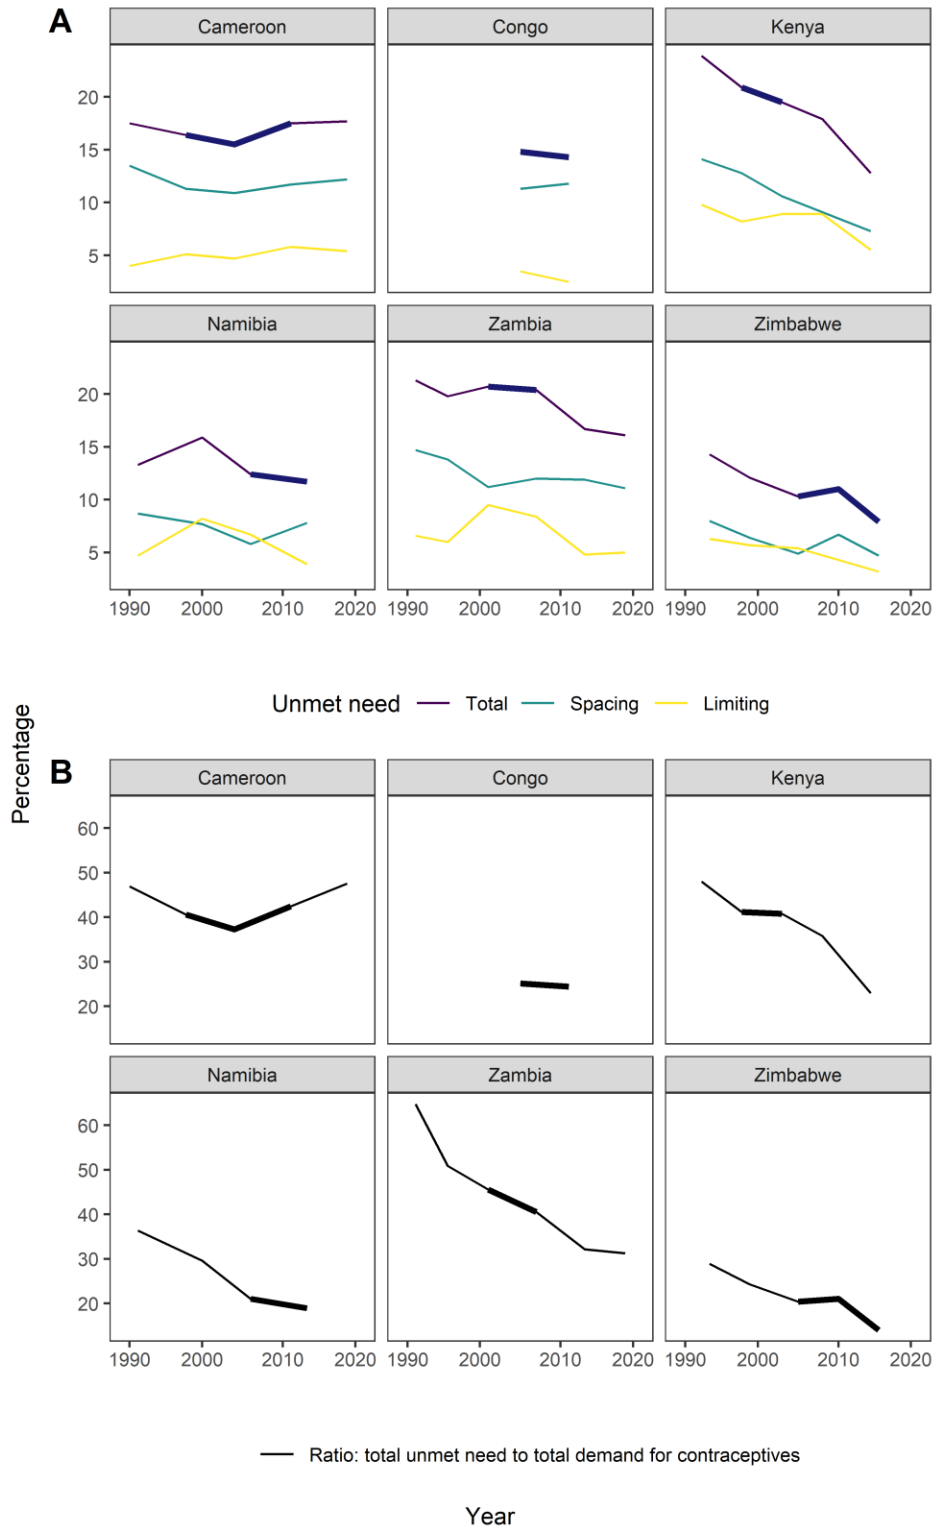 A
Cameroon Congo Kenya
20
15
10
5
Namibia Zambia Zimbabwe
20
15
10
5
1990 2000 2010 2020 1990 2000 2010 2020 1990 2000 2010 2020
Unmet need Total Spacing Limiting
Percentage
B
Cameroon Congo Kenya
60
50
40
30
20
Namibia Zambia Zimbabwe
60
50
40
30
20
1990 2000 2010 2020 1990 2000 2010 2020 1990 2000 2010 2020
Ratio: total unmet need to total demand for contraceptives
Year